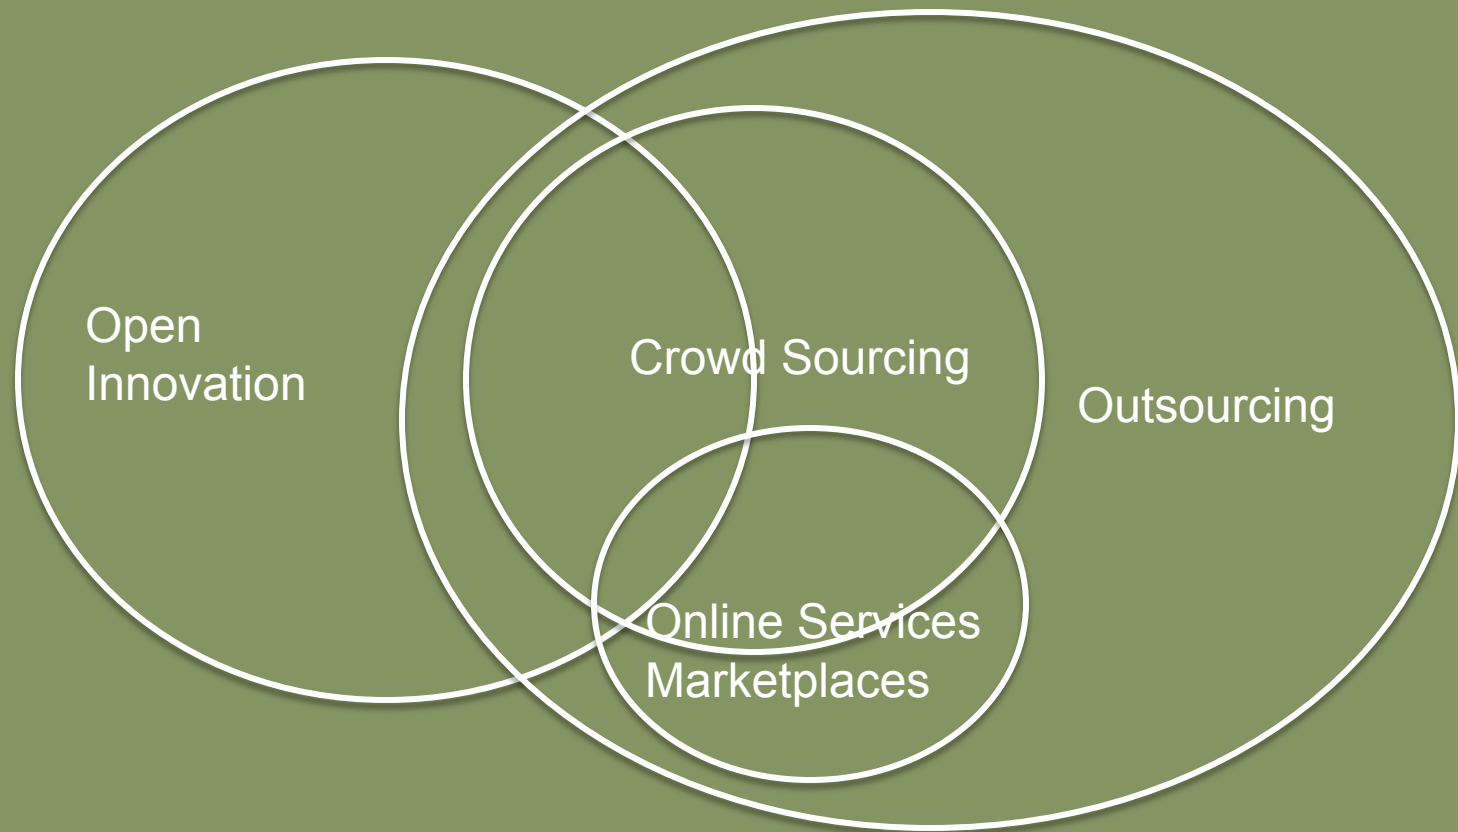 Open
Innovation
Crowd Sourcing
Outsourcing
Online Services
Marketplaces